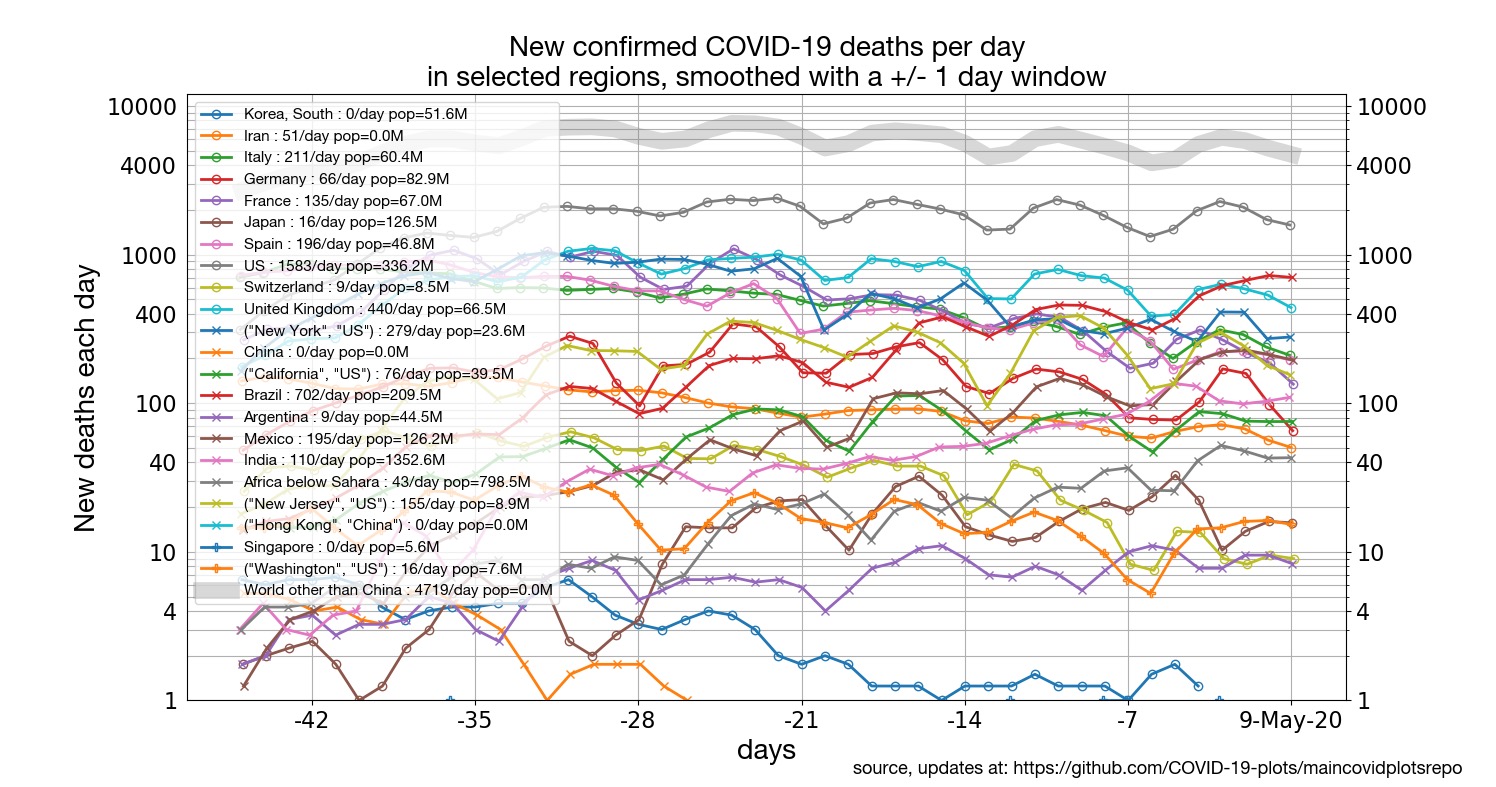 New confirmed COVID-19 deaths per day
in selected regions, smoothed with a +/- 1 day window
New deaths each day
10000
4000
1000
400
100
40
10
4
1
Korea, South : 0/day pop=51.6M
Iran : 51/day pop=0.0M
Italy : 211/day pop=60.4M
Germany : 66/day pop=82.9M
France : 135/day pop=67.0M
Japan : 16/day pop=126.5M
Spain : 196/day pop=46.8M
US : 1583/day pop=336.2M
Switzerland : 9/day pop=8.5M
United Kingdom : 440/day pop=66.5M
("New York", "US") : 279/day pop=23.6M
China : 0/day pop=0.0M
("California", "US") : 76/day pop=39.5M
Brazil : 702/day pop=209.5M
Argentina : 9/day pop=44.5M
Mexico : 195/day pop=126.2M
India : 110/day pop=1352.6M
Africa below Sahara : 43/day pop=798.5M
("New Jersey", "US") : 155/day pop=8.9M
("Hong Kong", "China") : 0/day pop=0.0M
Singapore : 0/day pop=5.6M
("Washington", "US") : 16/day pop=7.6M
World other than China : 4719/day pop=0.0M
10000
4000
1000
400
100
40
10
4
1
-42 -35 -28 -21 -14 -7 9-May-20
days
source, updates at: https://github.com/COVID-19-plots/maincovidplotsrepo